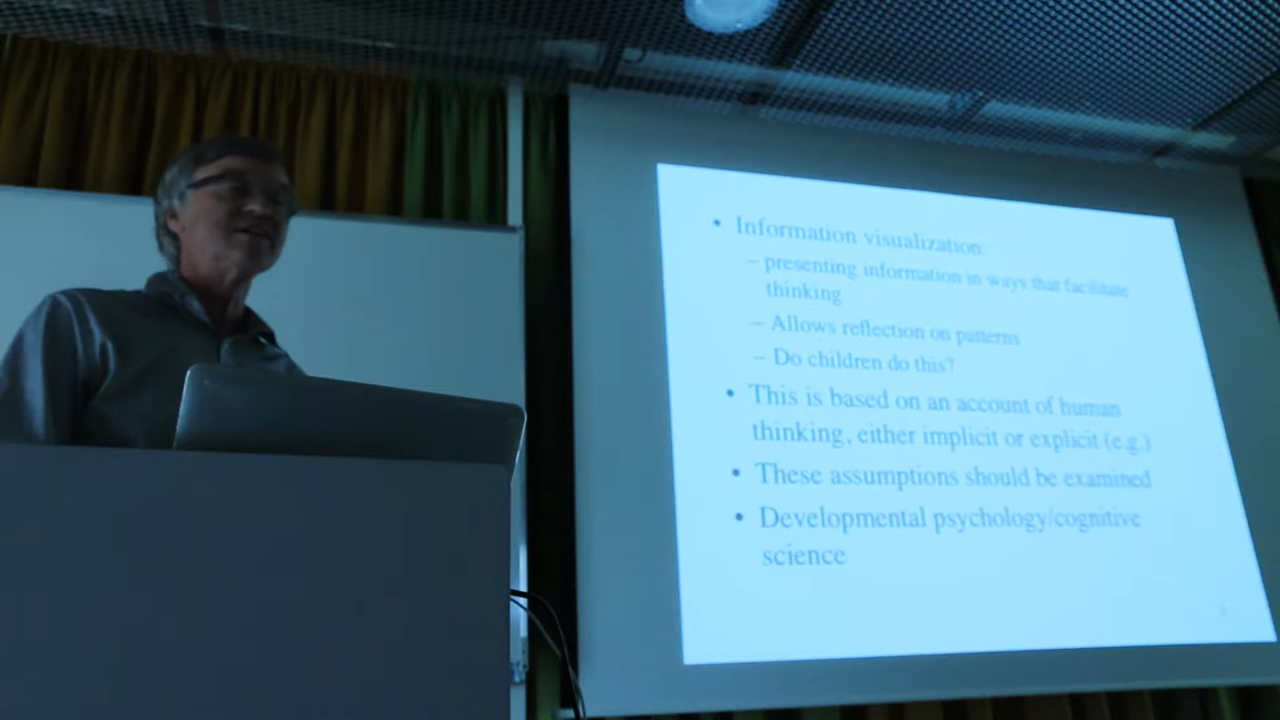 • Information visualization:
– presenting information in ways that facilitate
thinking
– Allows reflection on patterns
– Do children do this?
• This is based on an account of human
thinking, either implicit or explicit (e.g.)
• These assumptions should be examined
• Developmental psychology/cognitive
science